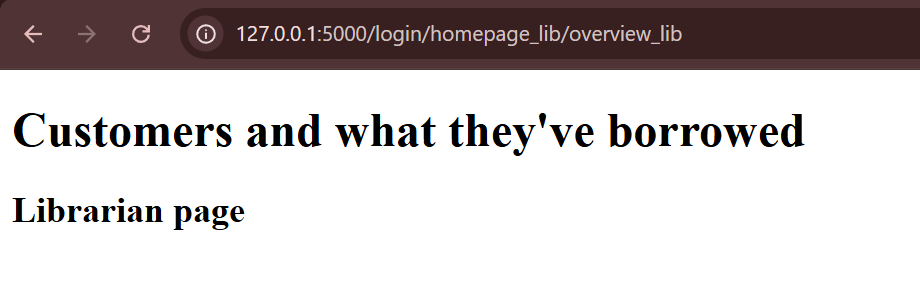 127.0.0.1:5000/login/homepage_lib/overview_lib
Customers and what they've borrowed
Librarian page